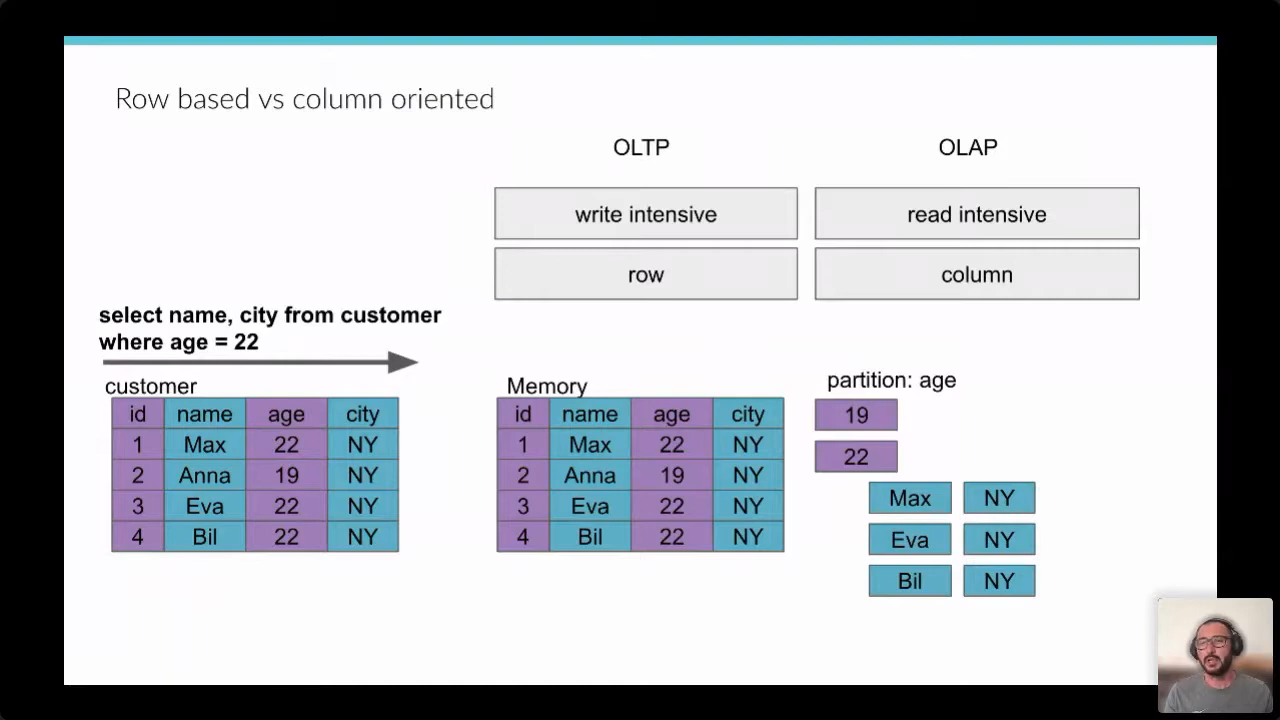 Row based vs column oriented
OLTP OLAP
write intensive read intensive
row column
select name, city from customer
where age = 22
customer
id name age city
1 Max 22 NY
2 Anna 19 NY
3 Eva 22 NY
4 Bil 22 NY
Memory
id name age city
1 Max 22 NY
2 Anna 19 NY
3 Eva 22 NY
4 Bil 22 NY
partition: age
19
22
Max NY
Eva NY
Bil NY